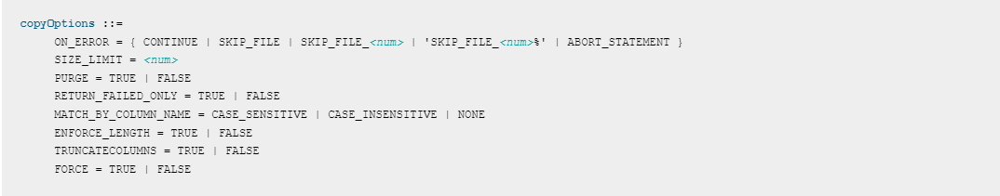 copyOptions ::=
ON_ERROR = { CONTINUE | SKIP_FILE | SKIP_FILE_<num> | 'SKIP_FILE_<num>%' | ABORT_STATEMENT }
SIZE_LIMIT = <num>
PURGE = TRUE | FALSE
RETURN_FAILED_ONLY = TRUE | FALSE
MATCH_BY_COLUMN_NAME = CASE_SENSITIVE | CASE_INSENSITIVE | NONE
ENFORCE_LENGTH = TRUE | FALSE
TRUNCATECOLUMNS = TRUE | FALSE
FORCE = TRUE | FALSE